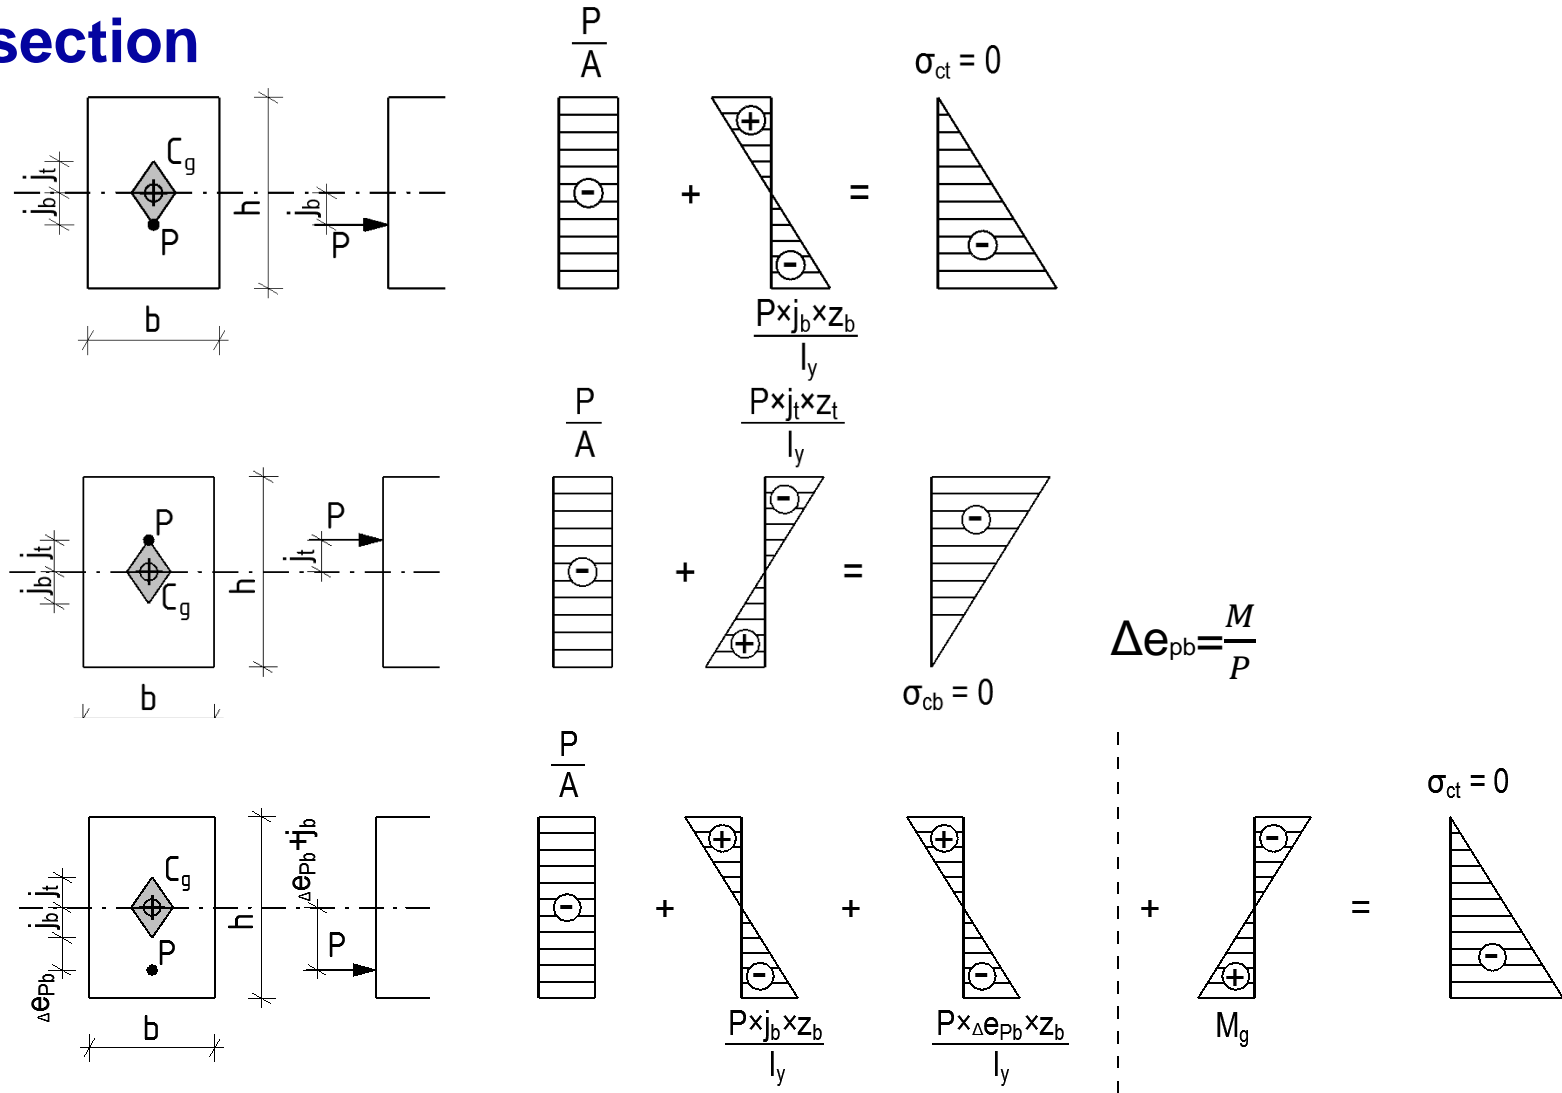 section
P
A
σct = 0
Cg
jt
jb
P
h
jb
P
-
+
+
-
=
-
b
P×jb×zb
Iy
P
A
P×jt×zt
Iy
P
jt
jb
Cg
h
P
jt
-
+
-
+
=
-
b
σcb = 0
Δepb=M
P
P
A
σct = 0
Cg
jt
jb
P
ΔePb
h
ΔePb+jb
P
-
+
+
-
+
+
-
+
-
+
=
-
b
P×jb×zb
Iy
P×ΔePb×zb
Iy
Mg